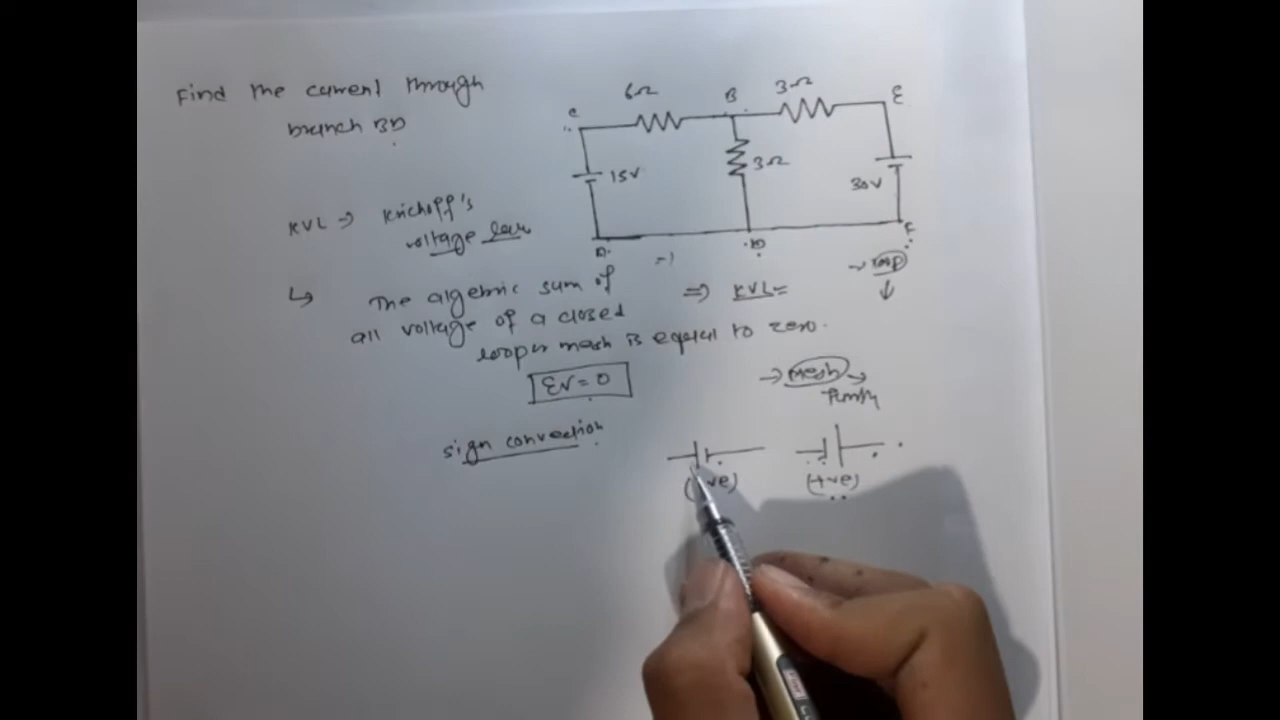 Find the current through
branch BD
KVL → Krichoff's
voltage law
↳ The algebric sum of
all voltage of a closed
loop or mesh is equal to zero.
Σv = 0
sign convection
6Ω
3Ω
C
B
E
15V
3Ω
30V
A
D
F
⇒ KVL =
→ loop
→ mesh →
(+ve)